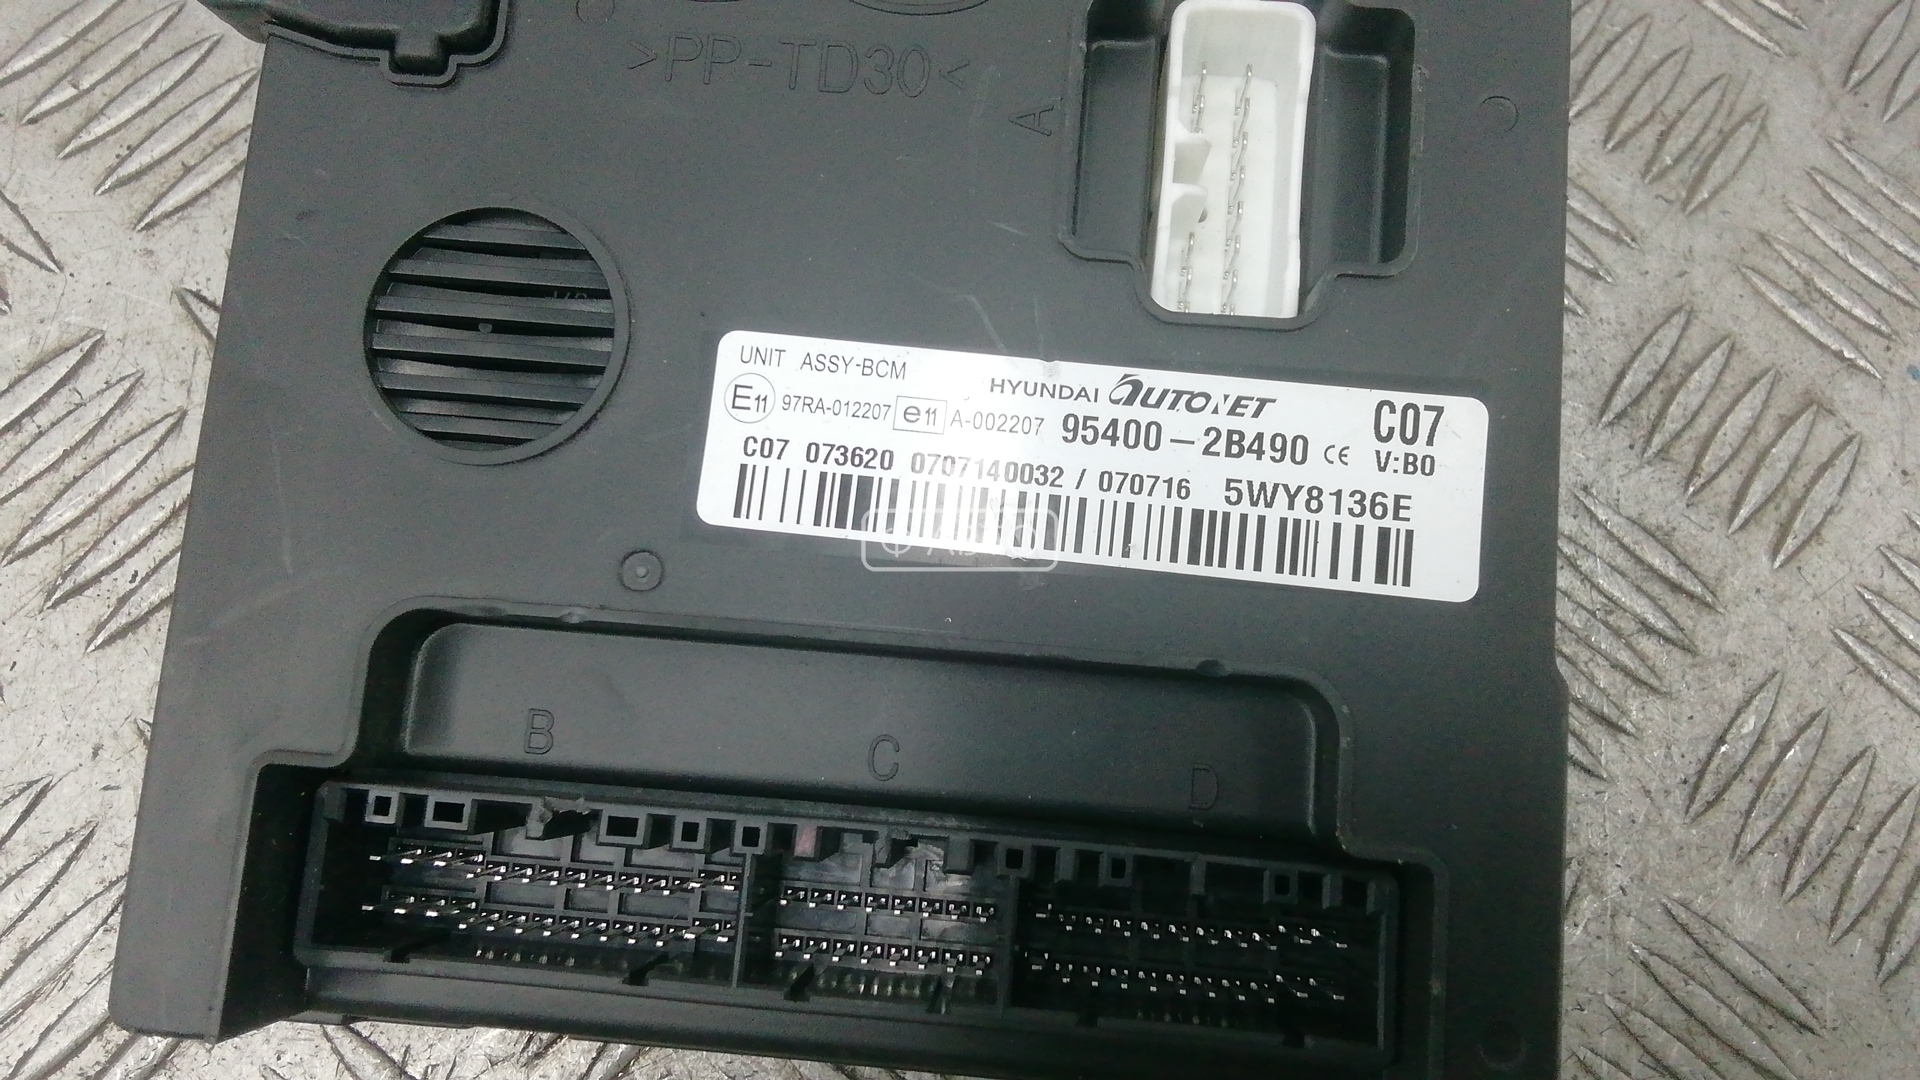 >PP-TD30<
A
UNIT ASSY-BCM
HYUNDAI AUTONET
C07
E11 97RA-012207 e11 A-002207 95400-2B490 CE V:B0
C07 073620 0707140032 / 070716 5WY8136E
B
C
D